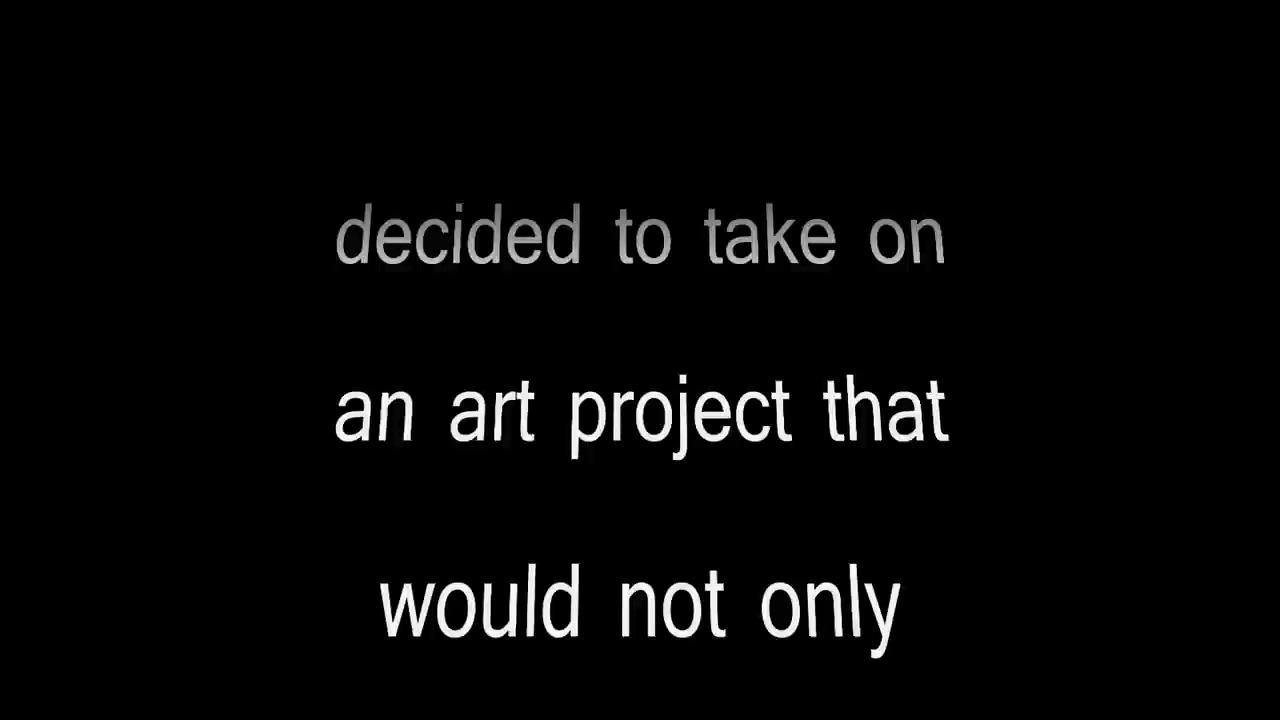 decided to take on
an art project that
would not only